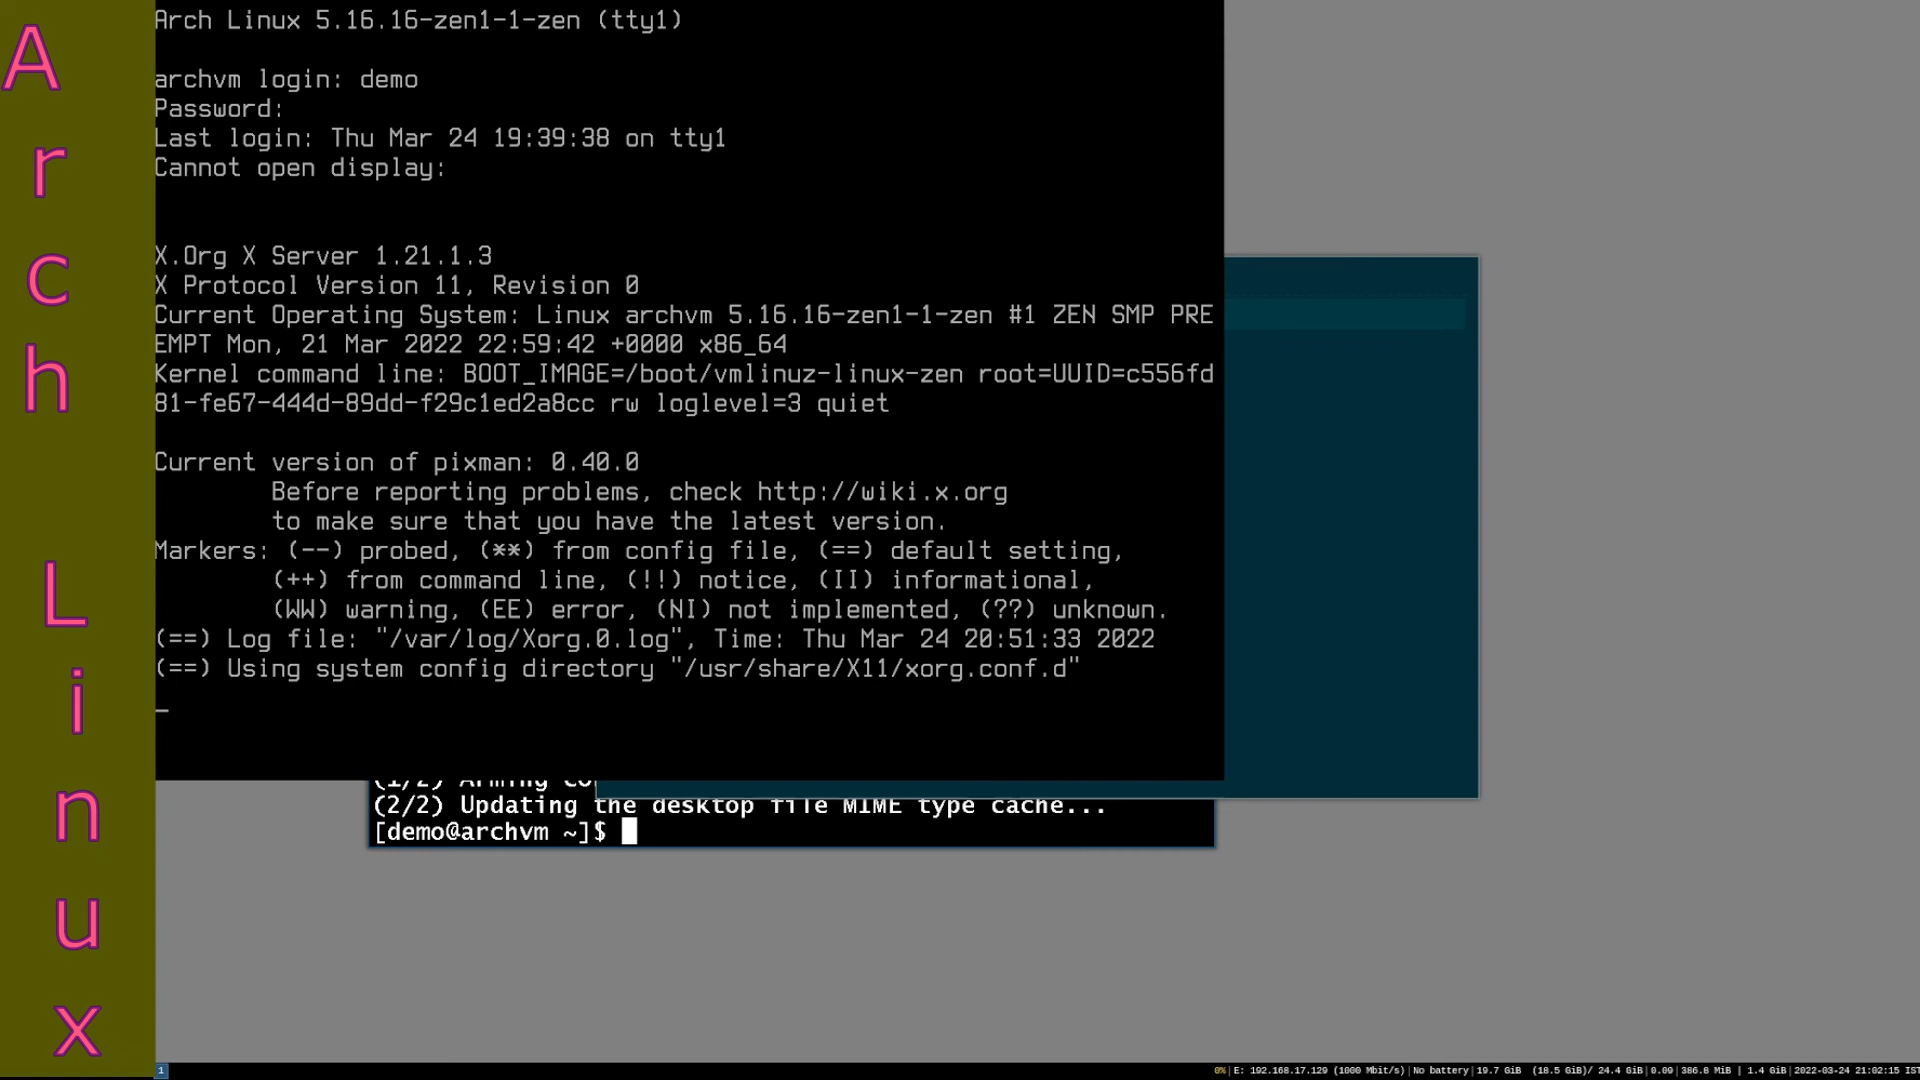 Arch Linux
Arch Linux 5.16.16-zen1-1-zen (tty1)
archvm login: demo
Password:
Last login: Thu Mar 24 19:39:38 on tty1
Cannot open display:
X.Org X Server 1.21.1.3
X Protocol Version 11, Revision 0
Current Operating System: Linux archvm 5.16.16-zen1-1-zen #1 ZEN SMP PRE
EMPT Mon, 21 Mar 2022 22:59:42 +0000 x86_64
Kernel command line: BOOT_IMAGE=/boot/vmlinuz-linux-zen root=UUID=c556fd
81-fe67-444d-89dd-f29c1ed2a8cc rw loglevel=3 quiet
Current version of pixman: 0.40.0
Before reporting problems, check http://wiki.x.org
to make sure that you have the latest version.
Markers: (--) probed, (**) from config file, (==) default setting,
(++) from command line, (!!) notice, (II) informational,
(WW) warning, (EE) error, (NI) not implemented, (??) unknown.
(==) Log file: "/var/log/Xorg.0.log", Time: Thu Mar 24 20:51:33 2022
(==) Using system config directory "/usr/share/X11/xorg.conf.d"
_
(1/2) Arming
(2/2) Updating the desktop file MIME type cache...
[demo@archvm ~]$
1
0%|E: 192.168.17.129 (1000 Mbit/s)|No battery|19.7 GiB (18.5 GiB)/ 24.4 GiB|0.09|386.8 MiB | 1.4 GiB|2022-03-24 21:02:15 IST